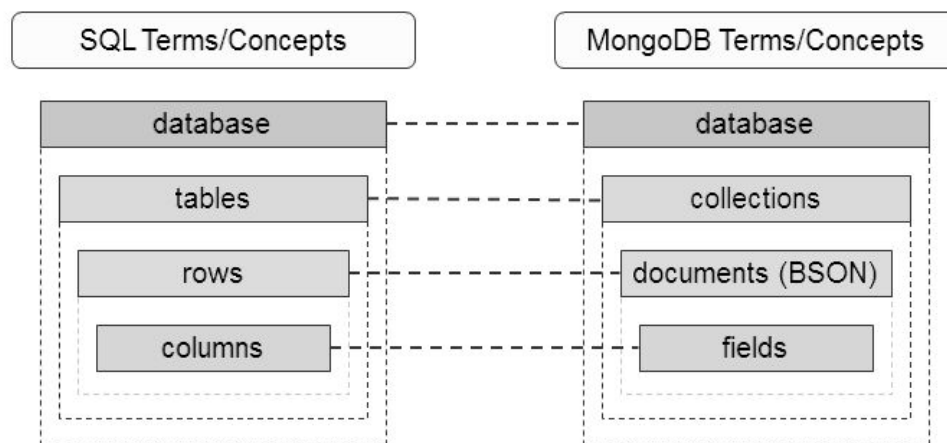 SQL Terms/Concepts
MongoDB Terms/Concepts
database
database
tables
collections
rows
documents (BSON)
columns
fields